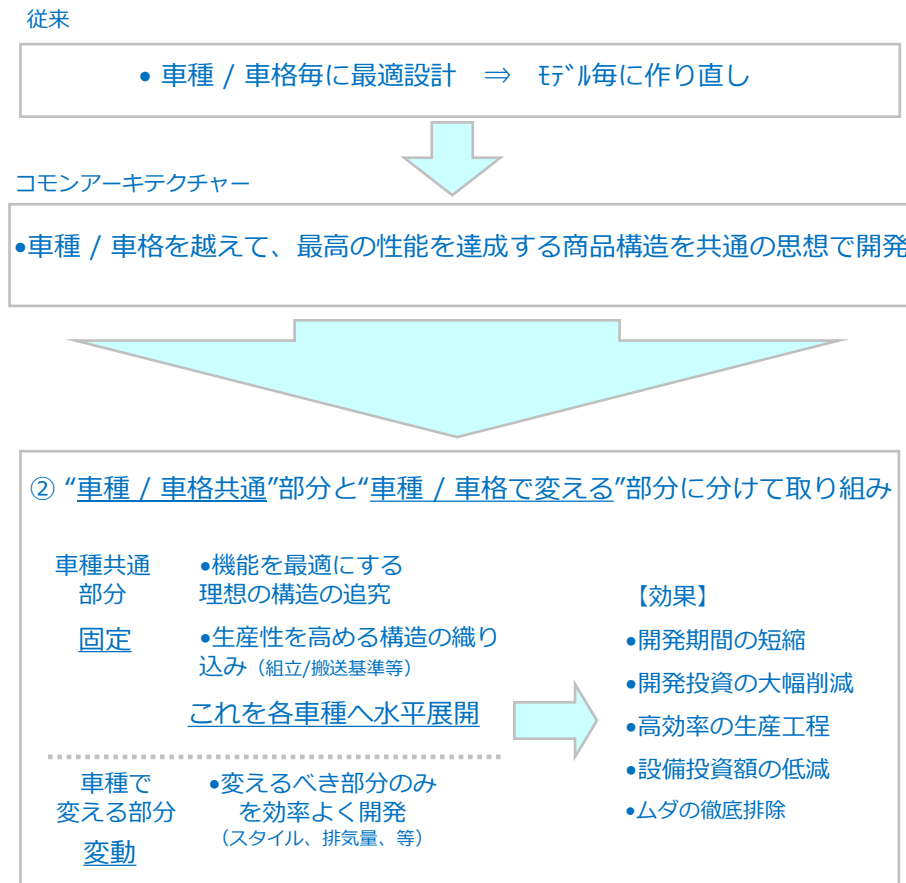 従来
• 車種 / 車格毎に最適設計　⇒　ﾓﾃﾞﾙ毎に作り直し
コモンアーキテクチャー
•車種 / 車格を越えて、最高の性能を達成する商品構造を共通の思想で開発
② “車種 / 車格共通”部分と“車種 / 車格で変える”部分に分けて取り組み
車種共通
部分
固定
•機能を最適にする
理想の構造の追究
•生産性を高める構造の織り
込み（組立/搬送基準等）
これを各車種へ水平展開
車種で
変える部分
変動
•変えるべき部分のみ
を効率よく開発
（スタイル、排気量、等）
【効果】
•開発期間の短縮
•開発投資の大幅削減
•高効率の生産工程
•設備投資額の低減
•ムダの徹底排除